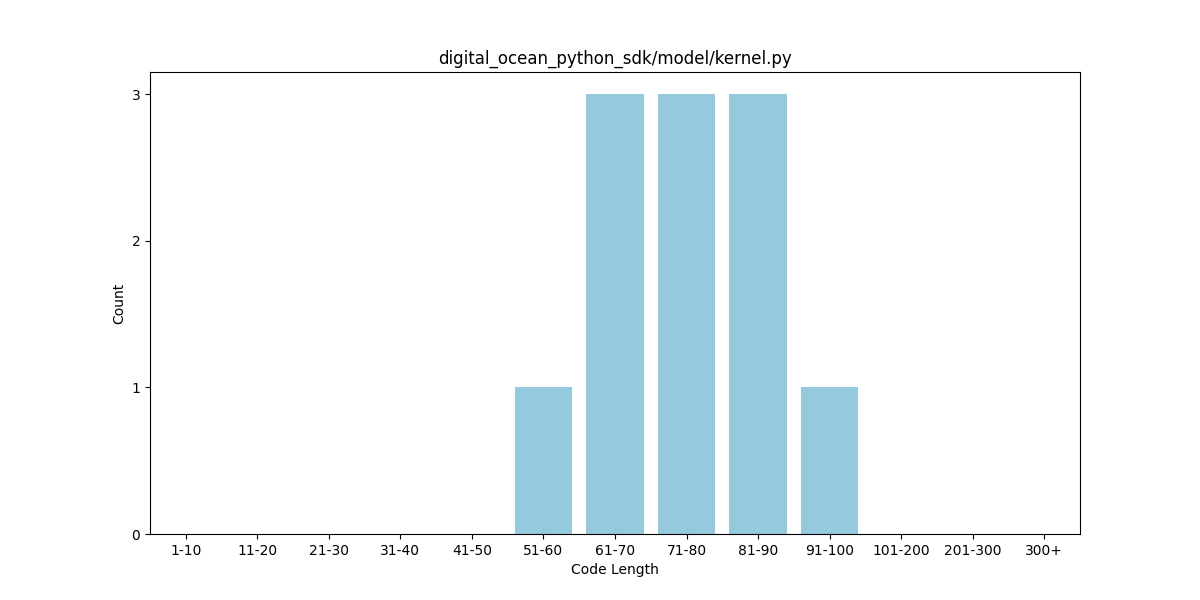 digital_ocean_python_sdk/model/kernel.py
3
2
1
0
Count
1-10 11-20 21-30 31-40 41-50 51-60 61-70 71-80 81-90 91-100 101-200 201-300 300+
Code Length